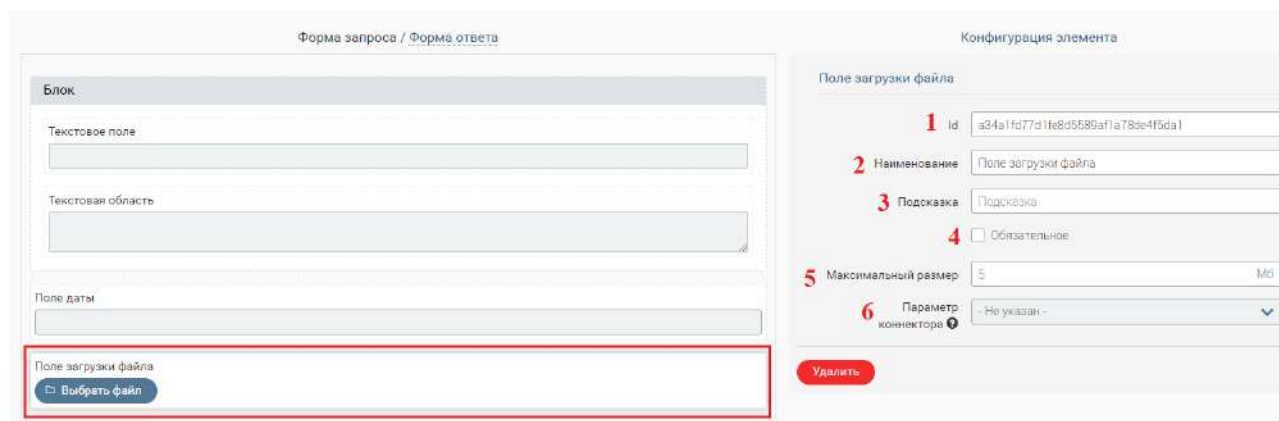 Форма запроса / Форма ответа
Блок
Текстовое поле
Текстовая область
Поле даты
Поле загрузки файла
Выбрать файл
Конфигурация элемента
Поле загрузки файла
1 Id a34a1fd77d1fe8d5589af1a78de4f5da1
2 Наименование Поле загрузки файла
3 Подсказка Подсказка
4 Обязательное
5 Максимальный размер 5 Мб
6 Параметр - Не указан -
коннектора ?
Удалить